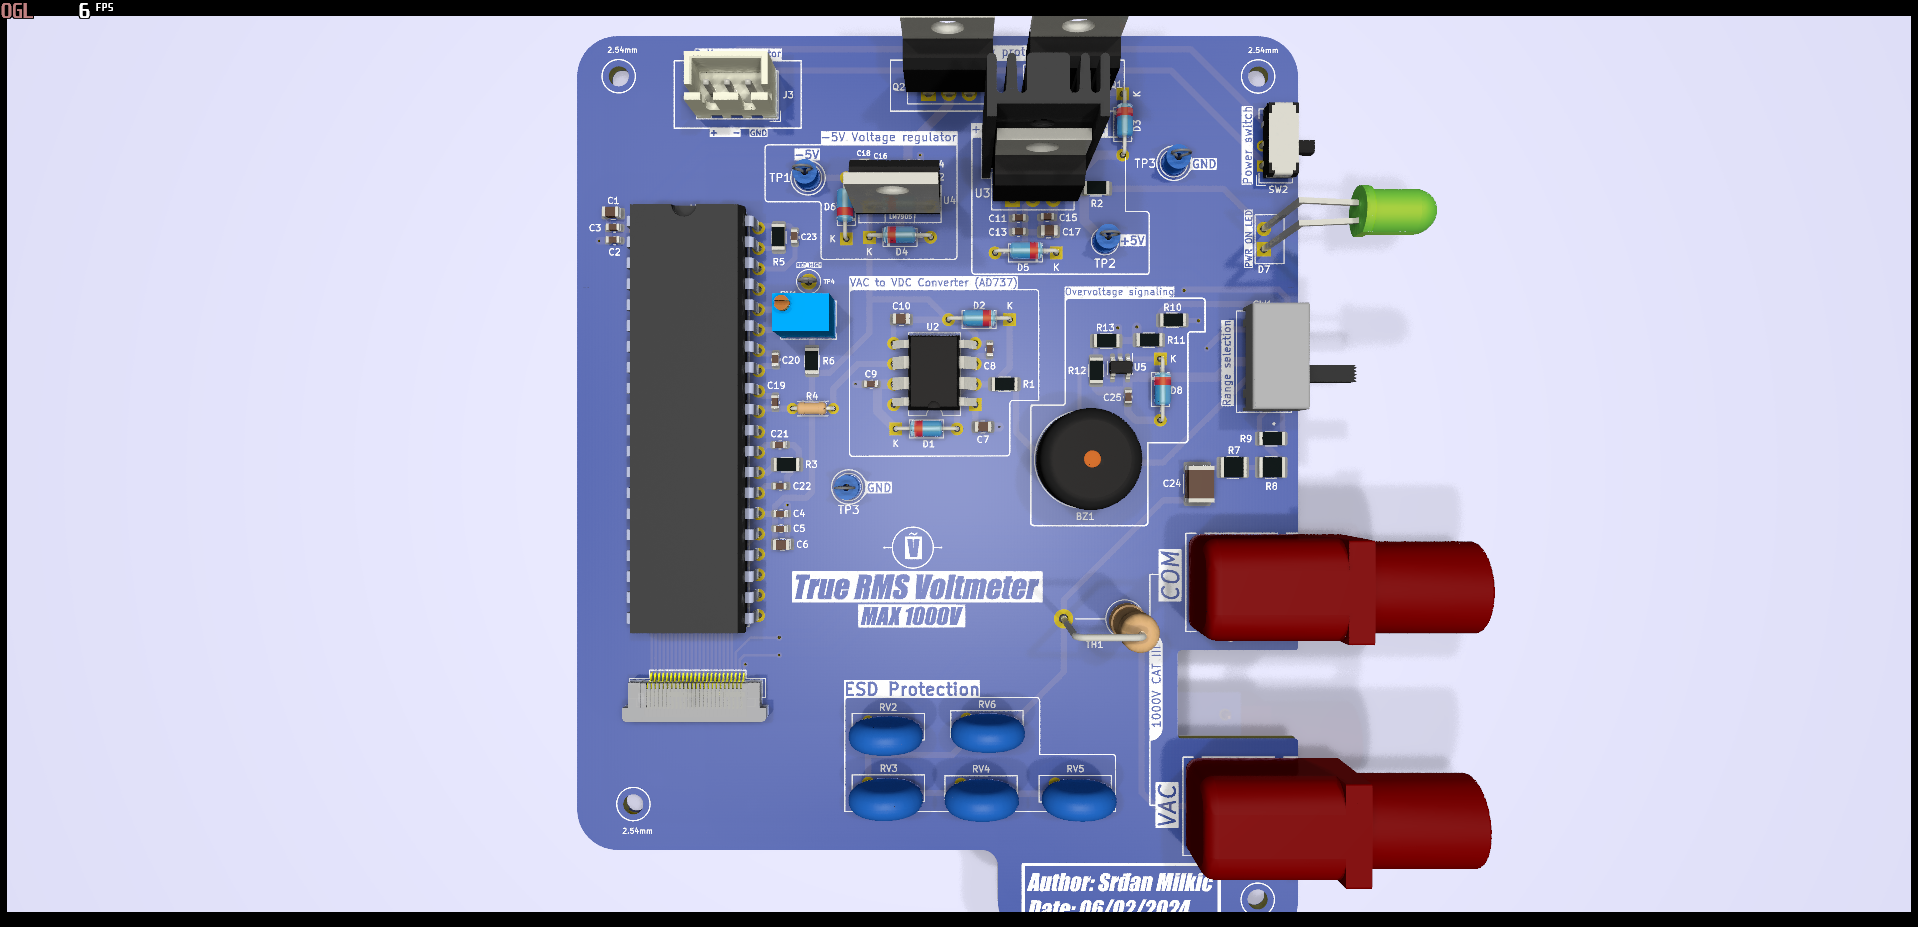 OGL 6 FPS
2.54mm
2.54mm
J3
+ − GND
Q2
K
D3
−5V Voltage regulator
−5V
TP1
C18 C16
D6
U4
LM7905
K
K
D4
U3
R2
C11
C15
C13
C17
D5
K
+5V
TP2
TP3
GND
Power switch
SW2
PWR ON LED
D7
C1
C3
C2
R5
C23
TP4
C20
R6
C19
R4
C21
R3
C22
C4
C5
C6
VAC to VDC Converter (AD737)
C10
D2
K
U2
C8
C9
R1
K
D1
C7
Overvoltage signaling
R10
R13
R11
R12
U5
K
D8
C25
BZ1
Range selection
R9
R7
C24
R8
GND
TP3
True RMS Voltmeter
MAX 1000V
COM
TH1
1000V CAT III
ESD Protection
RV2
RV6
RV3
RV4
RV5
VAC
2.54mm
Author: Srđan Milkić
Date: 06/02/2024